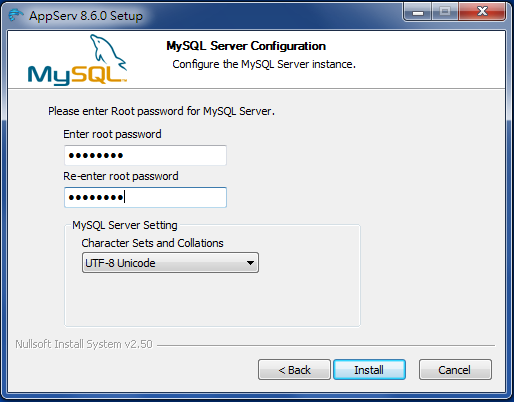 AppServ 8.6.0 Setup
MySQL Server Configuration
Configure the MySQL Server instance.
MySQL
Please enter Root password for MySQL Server.
Enter root password
●●●●●●●●
Re-enter root password
●●●●●●●●
MySQL Server Setting
Character Sets and Collations
UTF-8 Unicode
Nullsoft Install System v2.50
< Back
Install
Cancel